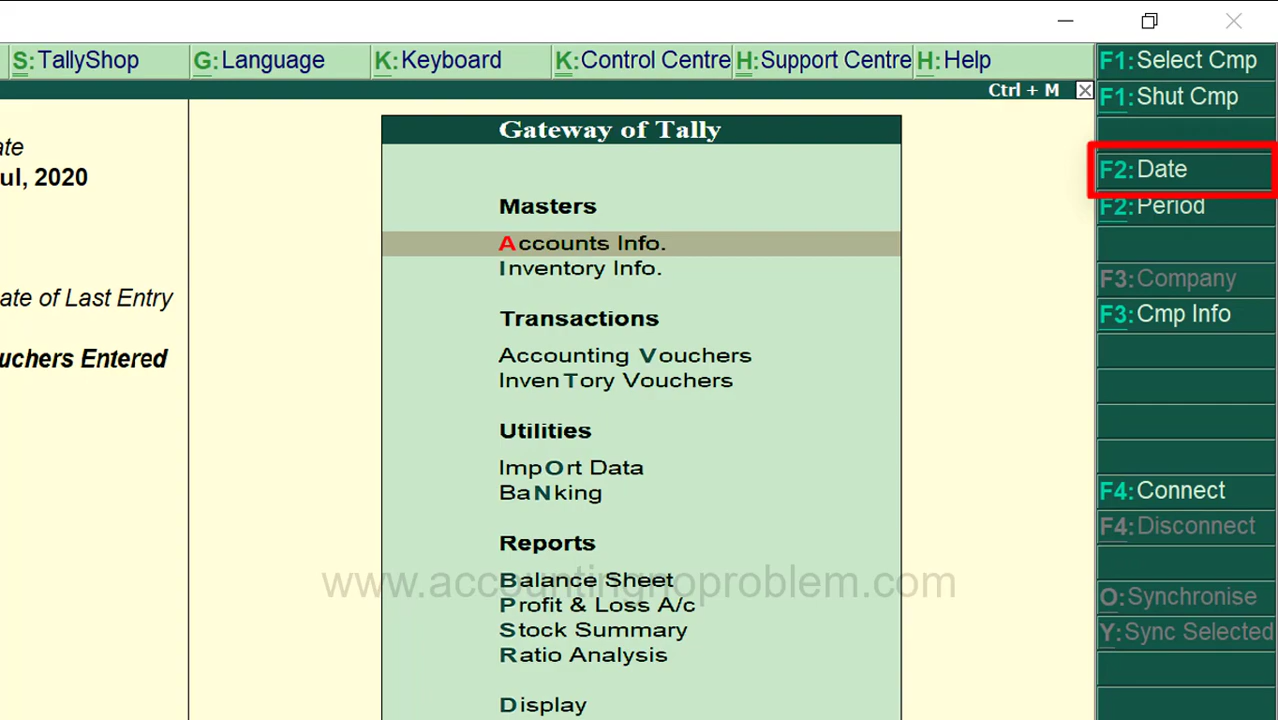 S: TallyShop
G: Language
K: Keyboard
K: Control Centre
H: Support Centre
H: Help
Ctrl + M
ate
ul, 2020
ate of Last Entry
uchers Entered
Gateway of Tally
Masters
Accounts Info.
Inventory Info.
Transactions
Accounting Vouchers
InvenTory Vouchers
Utilities
ImpOrt Data
BaNking
Reports
Balance Sheet
Profit & Loss A/c
Stock Summary
Ratio Analysis
Display
www.accountingnoproblem.com
F1: Select Cmp
F1: Shut Cmp
F2: Date
F2: Period
F3: Company
F3: Cmp Info
F4: Connect
F4: Disconnect
O: Synchronise
Y: Sync Selected